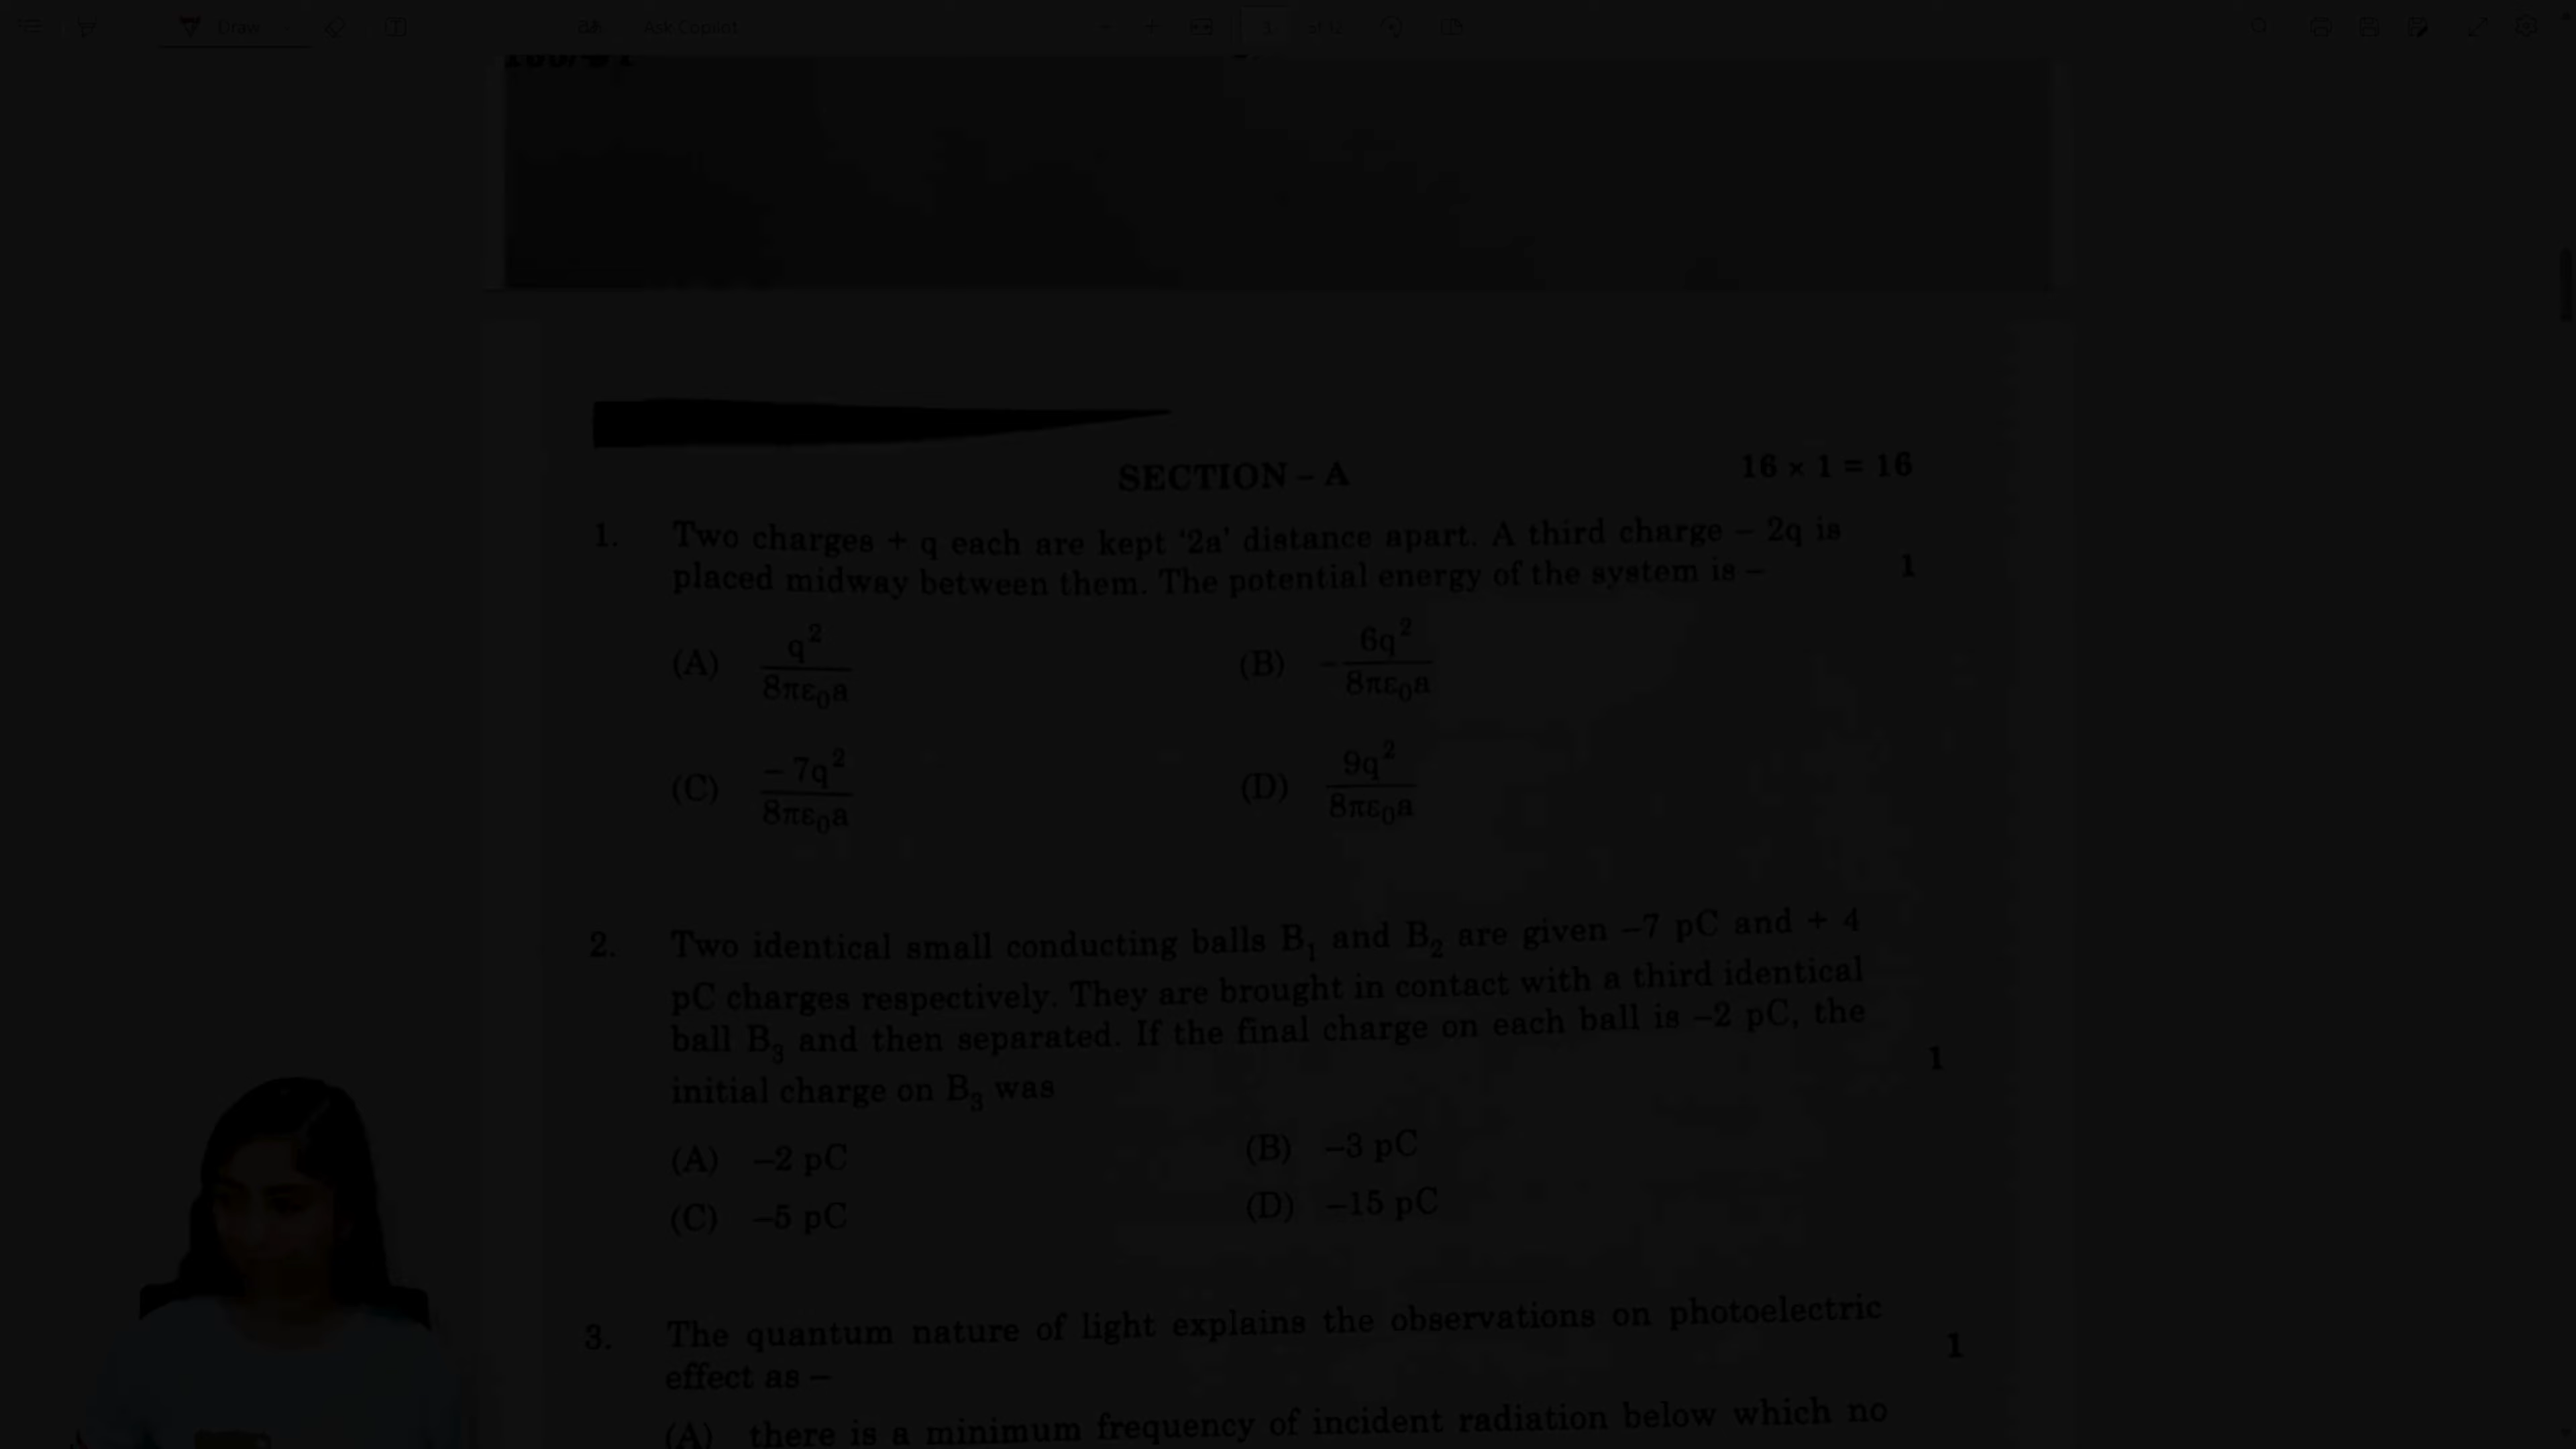 Draw
Ask Copilot
SECTION – A
16 × 1 = 16
1. Two charges + q each are kept ‘2a’ distance apart. A third charge – 2q is
placed midway between them. The potential energy of the system is –
1
(A) q²/8πε₀a
(B) –6q²/8πε₀a
(C) – 7q²/8πε₀a
(D) 9q²/8πε₀a
2. Two identical small conducting balls B₁ and B₂ are given –7 pC and + 4
pC charges respectively. They are brought in contact with a third identical
ball B₃ and then separated. If the final charge on each ball is –2 pC, the
initial charge on B₃ was
1
(A) –2 pC
(B) –3 pC
(C) –5 pC
(D) –15 pC
3. The quantum nature of light explains the observations on photoelectric
effect as –
1
(A) there is a minimum frequency of incident radiation below which no